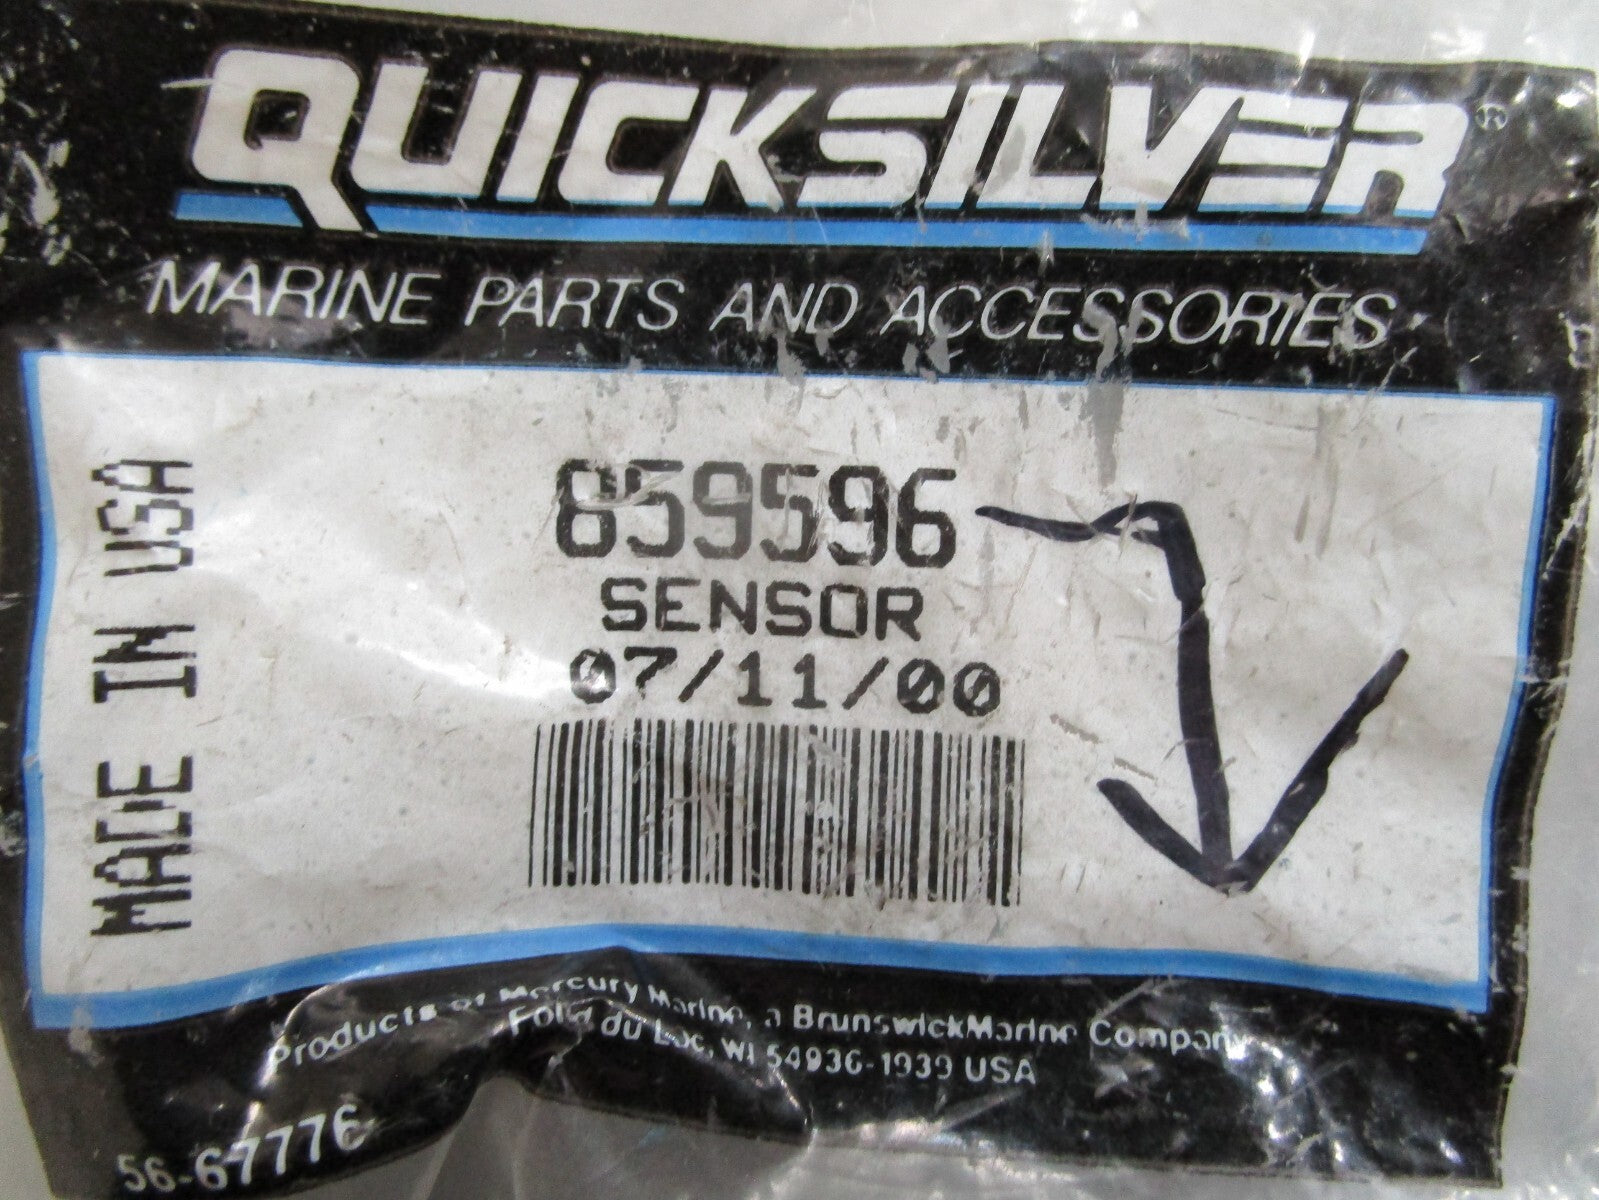 QUICKSILVER®
MARINE PARTS AND ACCESSORIES
MADE IN USA
859596
SENSOR
07/11/00
Products of Mercury Marine, a Brunswick Marine Company
Fond du Lac, WI 54936-1939 USA
56-67776